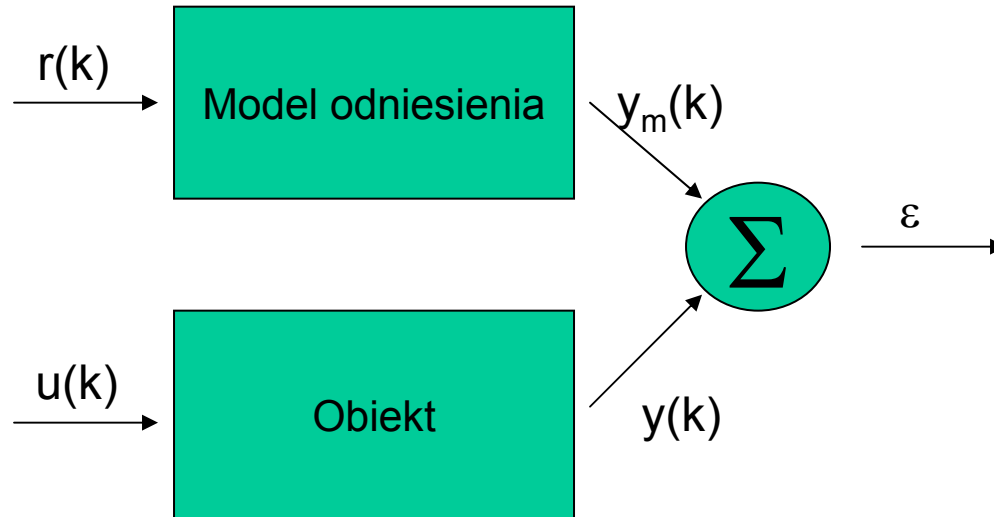 r(k)
Model odniesienia
y_m(k)
Σ
ε
u(k)
Obiekt
y(k)